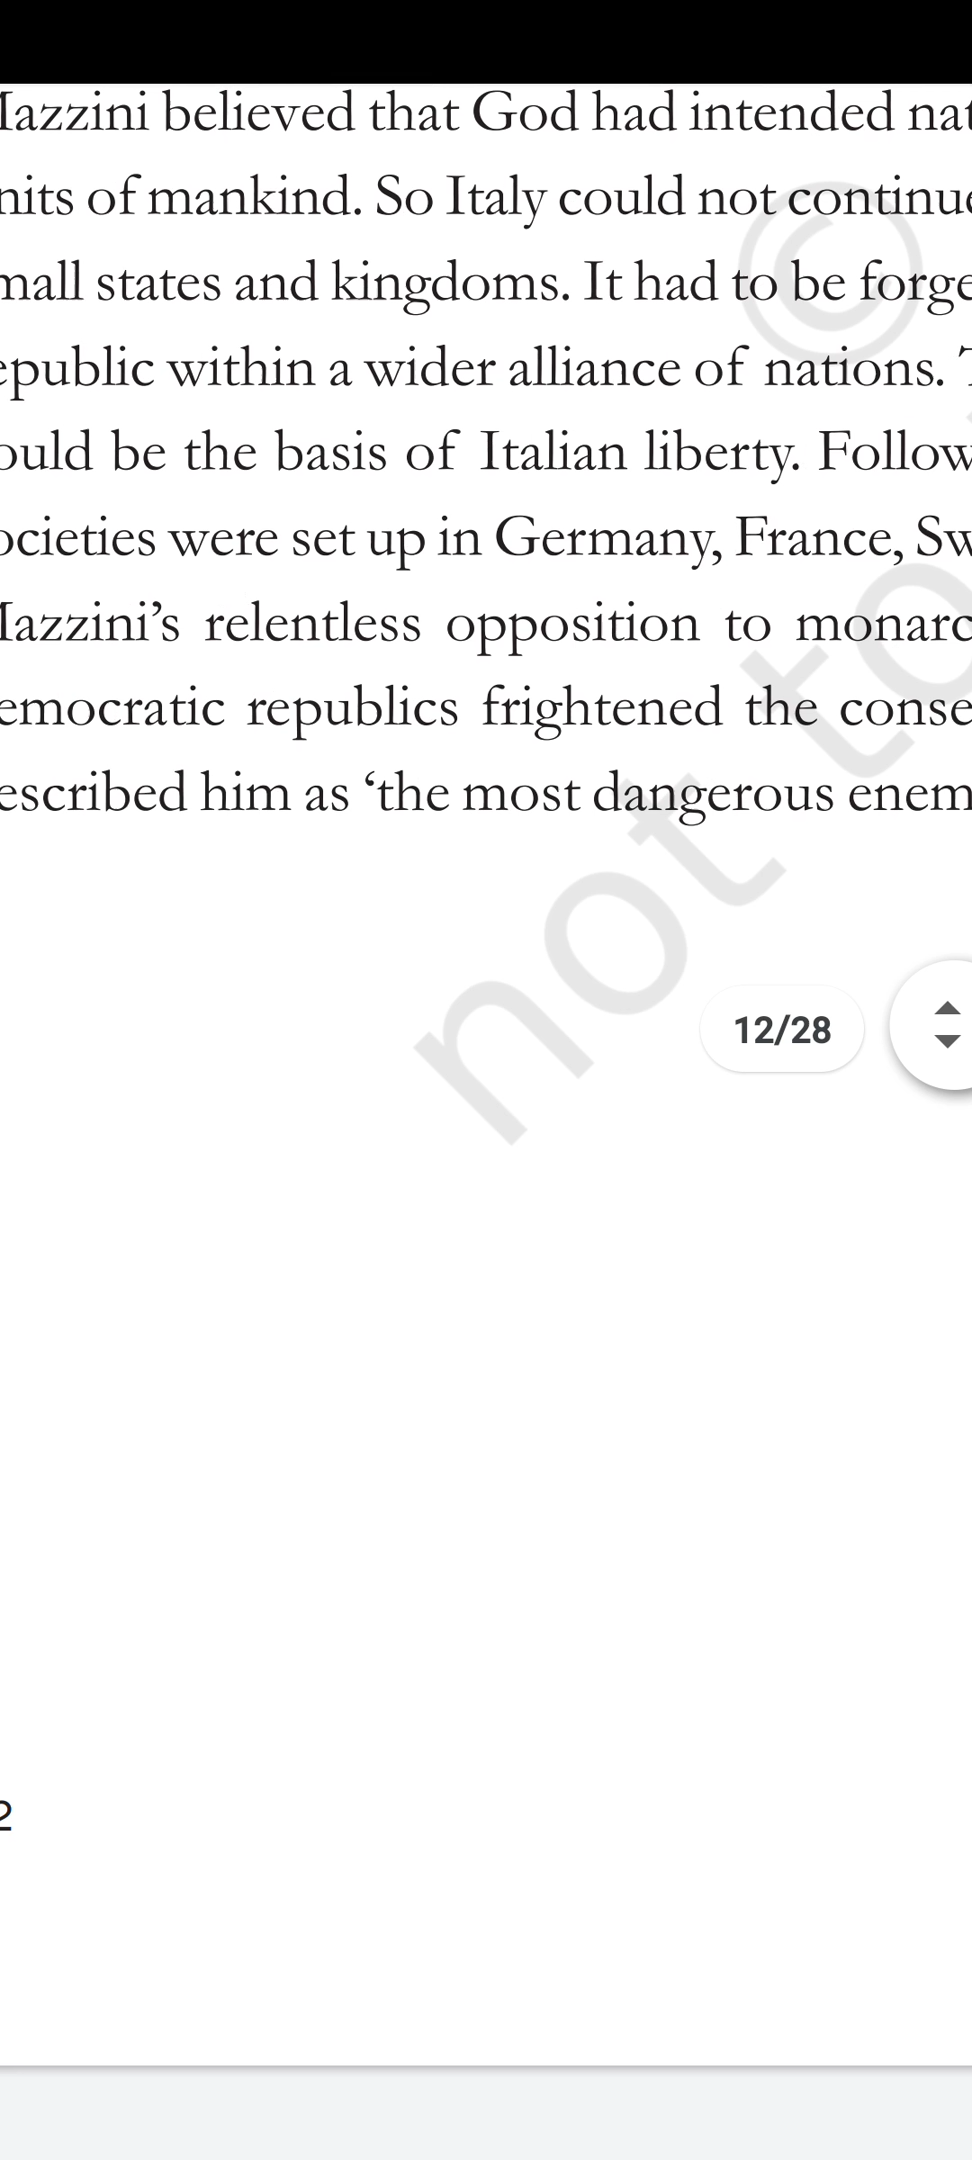 Mazzini believed that God had intended nat
nits of mankind. So Italy could not continue
mall states and kingdoms. It had to be forge
epublic within a wider alliance of nations. T
ould be the basis of Italian liberty. Follow
ocieties were set up in Germany, France, Sw
Mazzini’s relentless opposition to monarc
emocratic republics frightened the conse
escribed him as ‘the most dangerous enem
©
not to
12/28
2